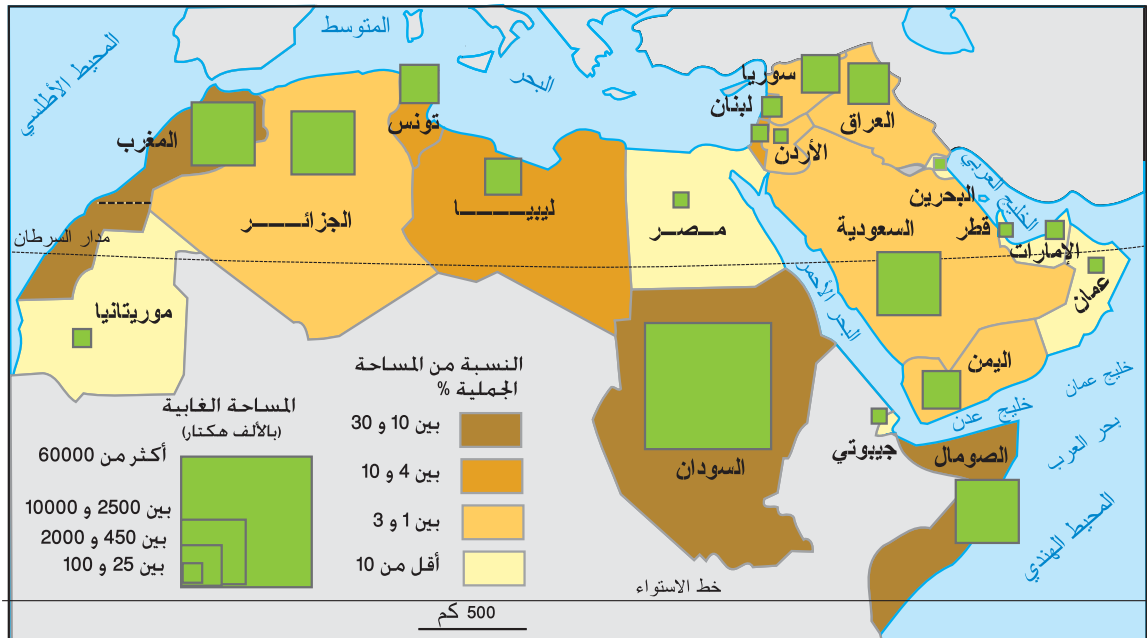 المتوسط
البحر
المحيط الأطلسي
سوريا
لبنان
العراق
الأردن
تونس
المغرب
الجزائــــــر
ليبيــــــــا
مــصــر
البحرين
الخليج العربي
قطر
السعودية
الإمارات
مدار السرطان
عمان
البحر الأحمر
موريتانيا
اليمن
خليج عمان
خليج عدن
بحر العرب
جيبوتي
الصومال
السودان
المحيط الهندي
خط الاستواء
500 كم
النسبة من المساحة
الجملية %
بين 10 و 30
بين 4 و 10
بين 1 و 3
أقل من 10
المساحة الغابية
(بالألف هكتار)
أكثر من 60000
بين 2500 و 10000
بين 450 و 2000
بين 25 و 100